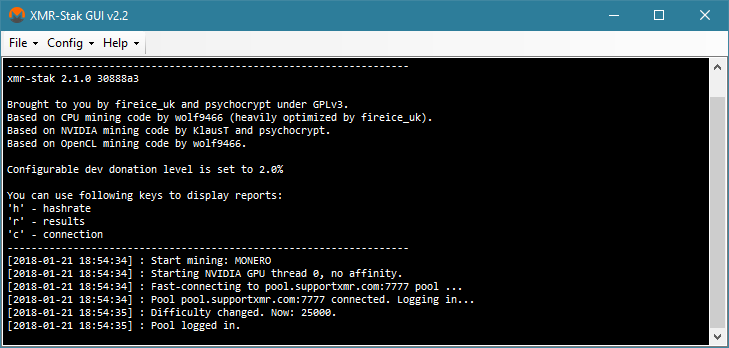 XMR-Stak GUI v2.2
File Config Help
-------------------------------------------------------------------
xmr-stak 2.1.0 30888a3
Brought to you by fireice_uk and psychocrypt under GPLv3.
Based on CPU mining code by wolf9466 (heavily optimized by fireice_uk).
Based on NVIDIA mining code by KlausT and psychocrypt.
Based on OpenCL mining code by wolf9466.
Configurable dev donation level is set to 2.0%
You can use following keys to display reports:
'h' - hashrate
'r' - results
'c' - connection
-------------------------------------------------------------------
[2018-01-21 18:54:34] : Start mining: MONERO
[2018-01-21 18:54:34] : Starting NVIDIA GPU thread 0, no affinity.
[2018-01-21 18:54:34] : Fast-connecting to pool.supportxmr.com:7777 pool ...
[2018-01-21 18:54:34] : Pool pool.supportxmr.com:7777 connected. Logging in...
[2018-01-21 18:54:35] : Difficulty changed. Now: 25000.
[2018-01-21 18:54:35] : Pool logged in.